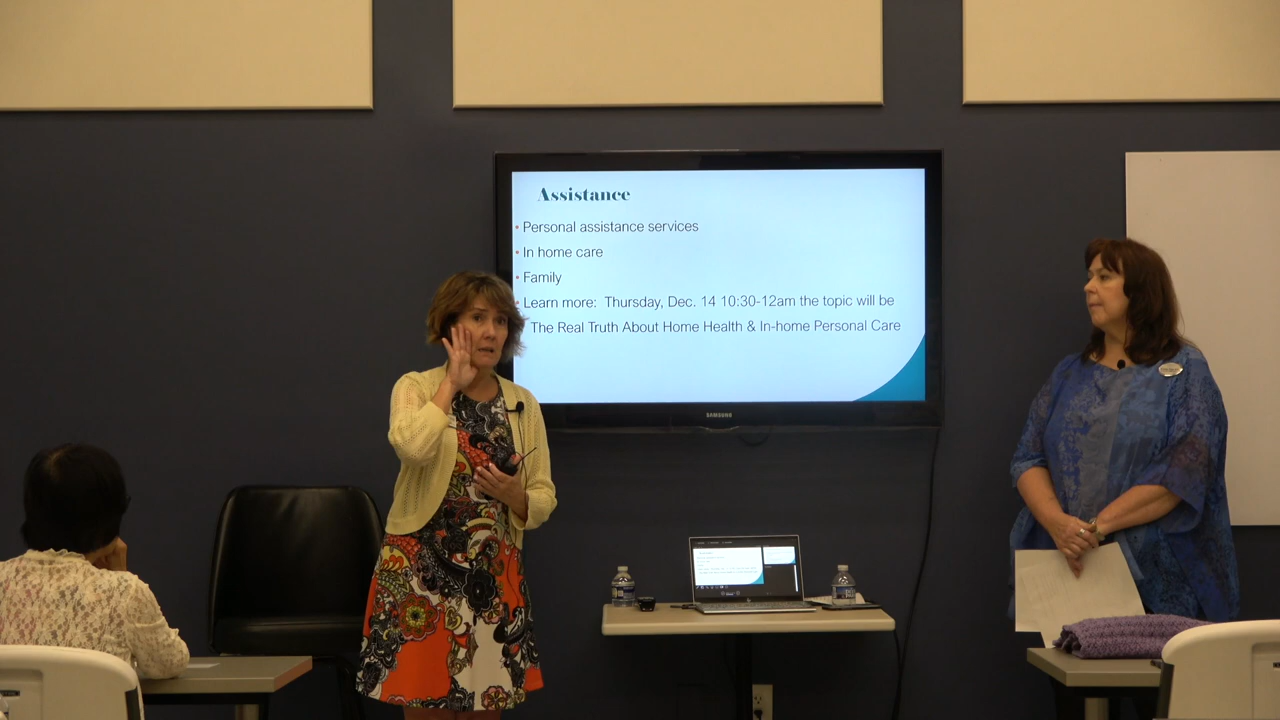 Assistance
Personal assistance services
In home care
Family
Learn more: Thursday, Dec. 14 10:30-12am the topic will be
The Real Truth About Home Health & In-home Personal Care
SAMSUNG